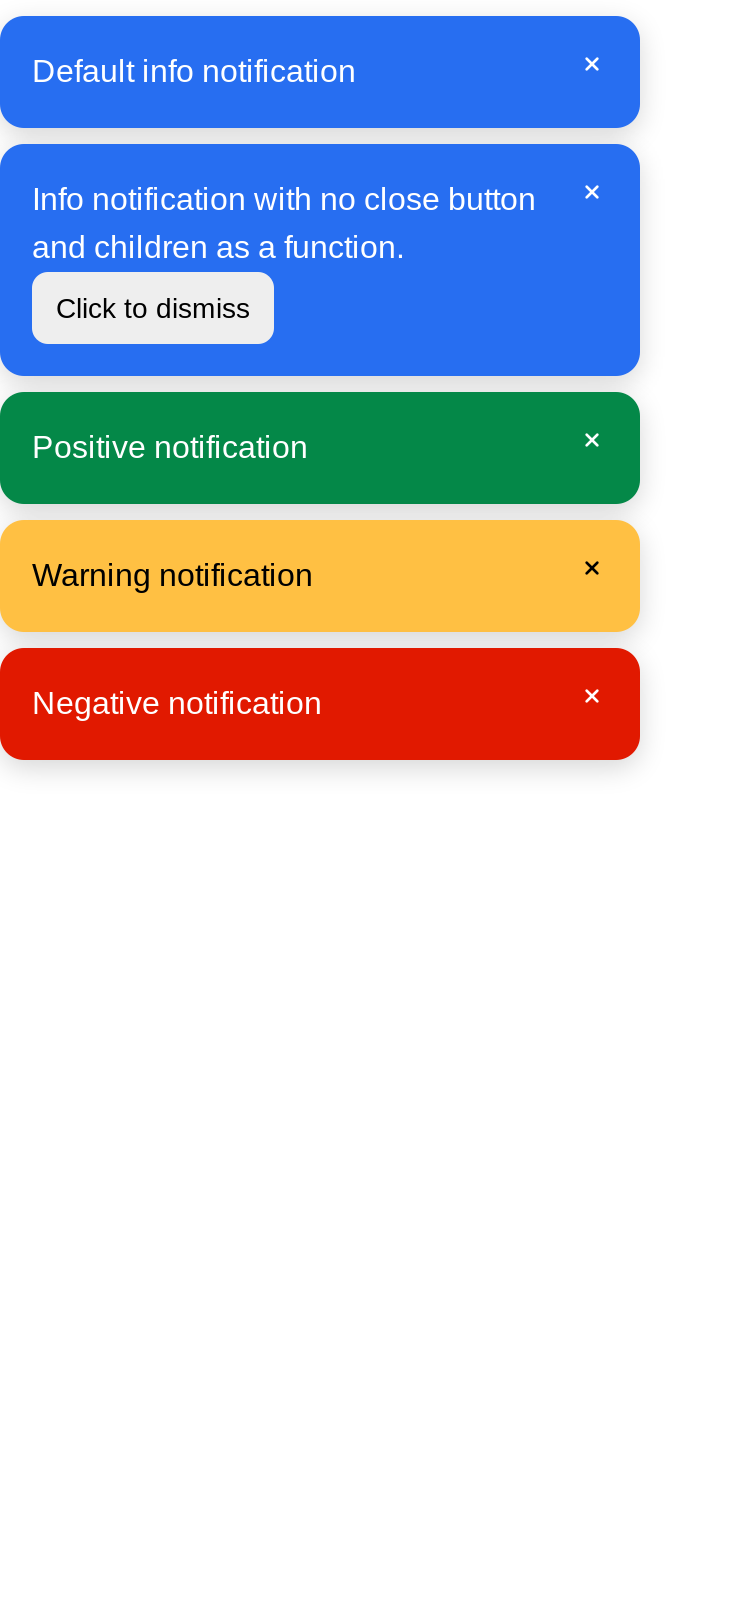 Default info notification
Info notification with no close button
and children as a function.
Click to dismiss
Positive notification
Warning notification
Negative notification